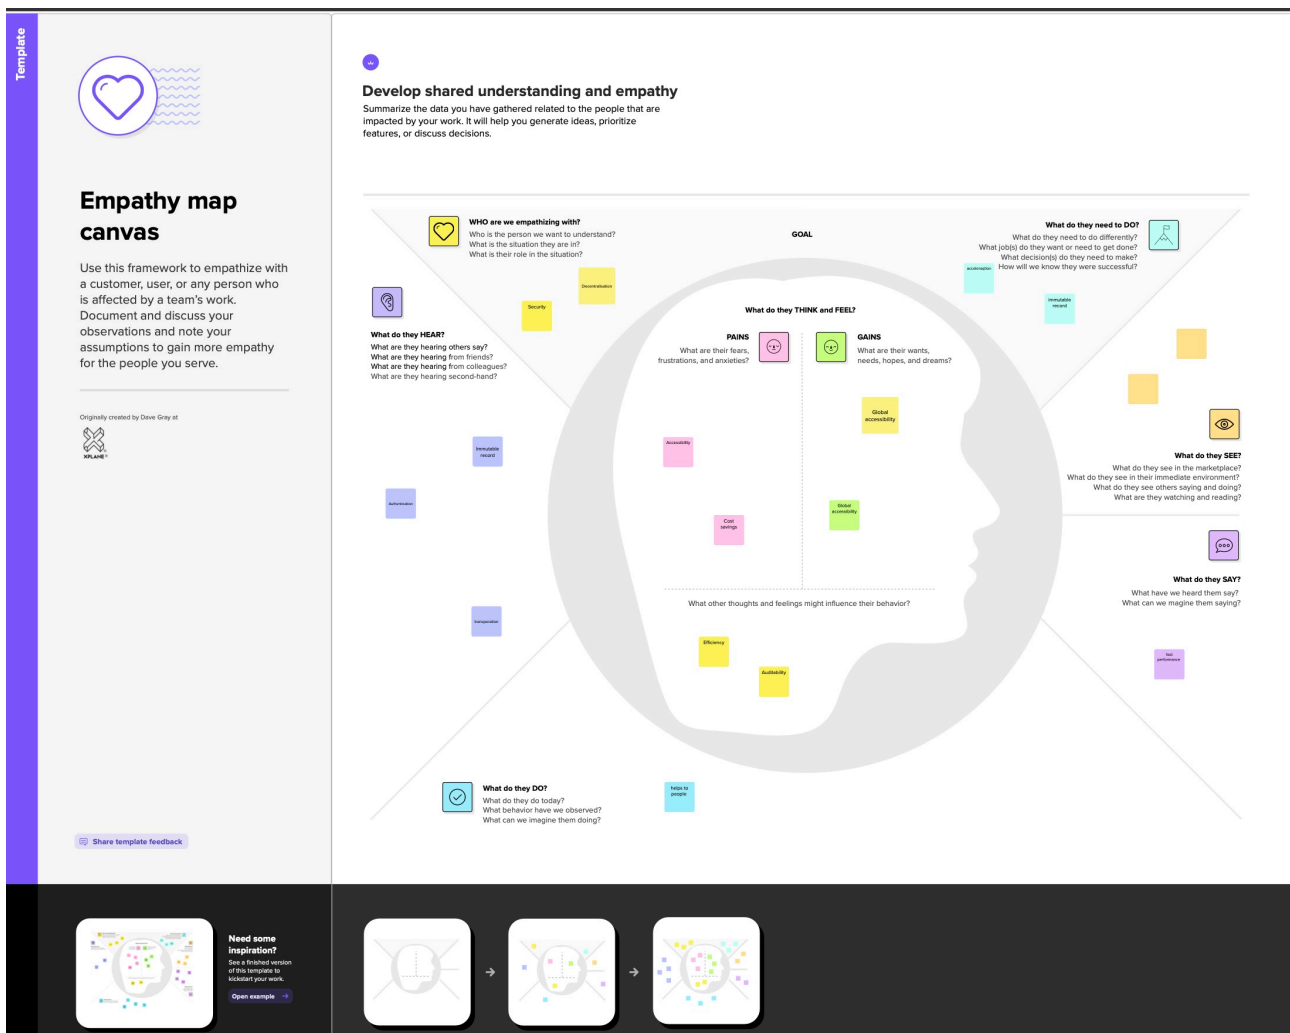 Template
Empathy map
canvas
Use this framework to empathize with
a customer, user, or any person who
is affected by a team's work.
Document and discuss your
observations and note your
assumptions to gain more empathy
for the people you serve.
Originally created by Dave Gray at
XPLANE
Share template feedback
Develop shared understanding and empathy
Summarize the data you have gathered related to the people that are
impacted by your work. It will help you generate ideas, prioritize
features, or discuss decisions.
WHO are we empathizing with?
Who is the person we want to understand?
What is the situation they are in?
What is their role in the situation?
Security
Decentralisation
GOAL
What do they need to DO?
What do they need to do differently?
What job(s) do they want or need to get done?
What decision(s) do they need to make?
How will we know they were successful?
Immutable
record
What do they HEAR?
What are they hearing others say?
What are they hearing from friends?
What are they hearing from colleagues?
What are they hearing second-hand?
Immutable
record
Authentication
What do they THINK and FEEL?
PAINS
What are their fears,
frustrations, and anxieties?
GAINS
What are their wants,
needs, hopes, and dreams?
Accessibility
Cost
savings
Global
accessibility
Global
accessibility
What other thoughts and feelings might influence their behavior?
Efficiency
Auditability
What do they SEE?
What do they see in the marketplace?
What do they see in their immediate environment?
What do they see others saying and doing?
What are they watching and reading?
What do they SAY?
What have we heard them say?
What can we magine them saying?
fast
performance
What do they DO?
What do they do today?
What behavior have we observed?
What can we imagine them doing?
helps to
people
Need some
inspiration?
See a finished version
of this template to
kickstart your work.
Open example